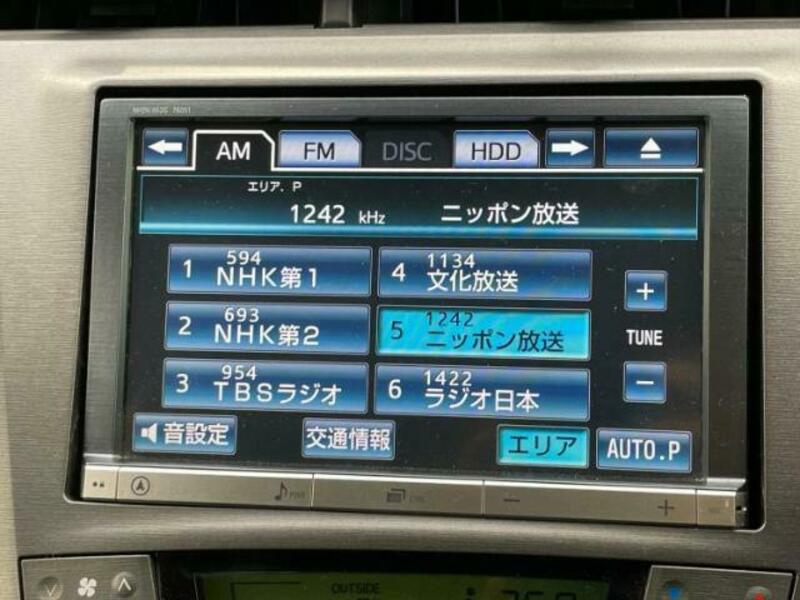 AM FM DISC HDD
エリア. P
1242 kHz ニッポン放送
1 594 NHK第1
4 1134 文化放送
2 693 NHK第2
5 1242 ニッポン放送
3 954 TBSラジオ
6 1422 ラジオ日本
+
TUNE
−
音設定 交通情報 エリア AUTO.P
OUTSIDE